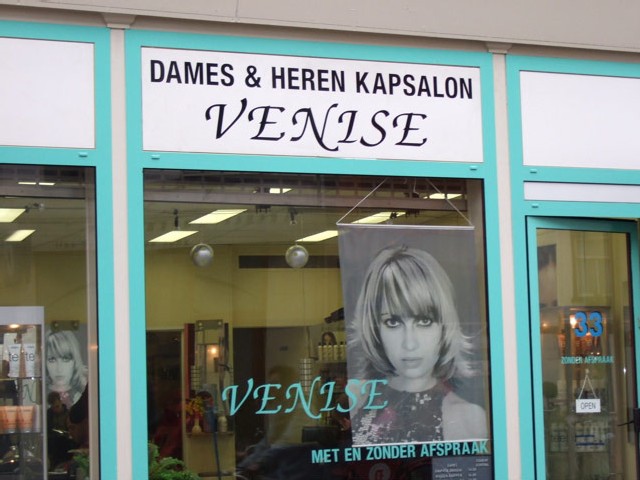 DAMES & HEREN KAPSALON
VENISE
VENISE
MET EN ZONDER AFSPRAAK
33
ZONDER AFSPRAAK
OPEN